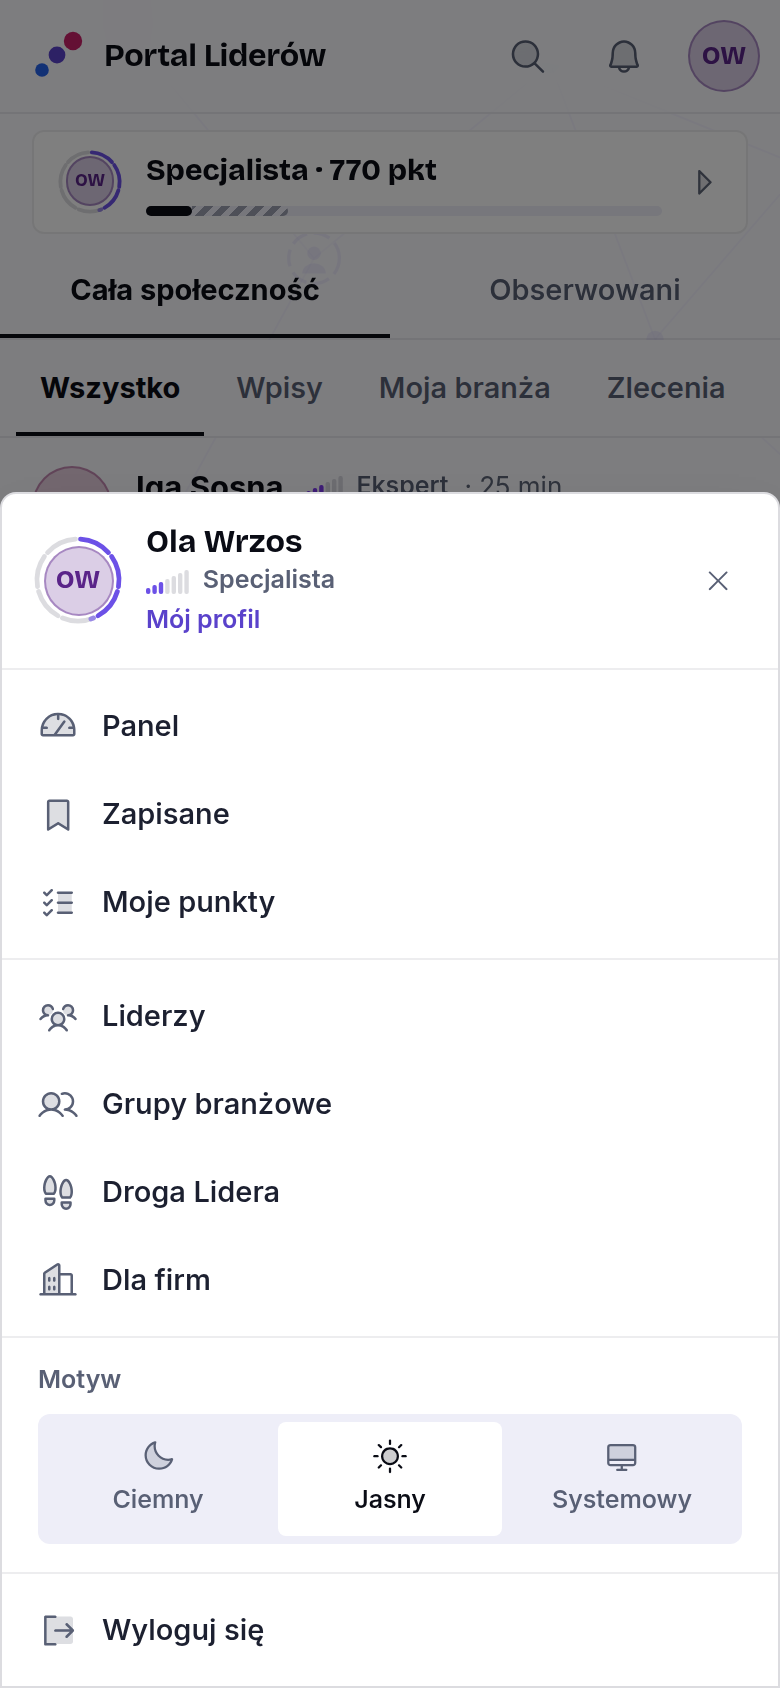 Portal Liderów
OW
OW
Specjalista · 770 pkt
Cała społeczność
Obserwowani
Wszystko
Wpisy
Moja branża
Zlecenia
Iga Sosna
Ekspert · 25 min
OW
Ola Wrzos
Specjalista
Mój profil
Panel
Zapisane
Moje punkty
Liderzy
Grupy branżowe
Droga Lidera
Dla firm
Motyw
Ciemny
Jasny
Systemowy
Wyloguj się